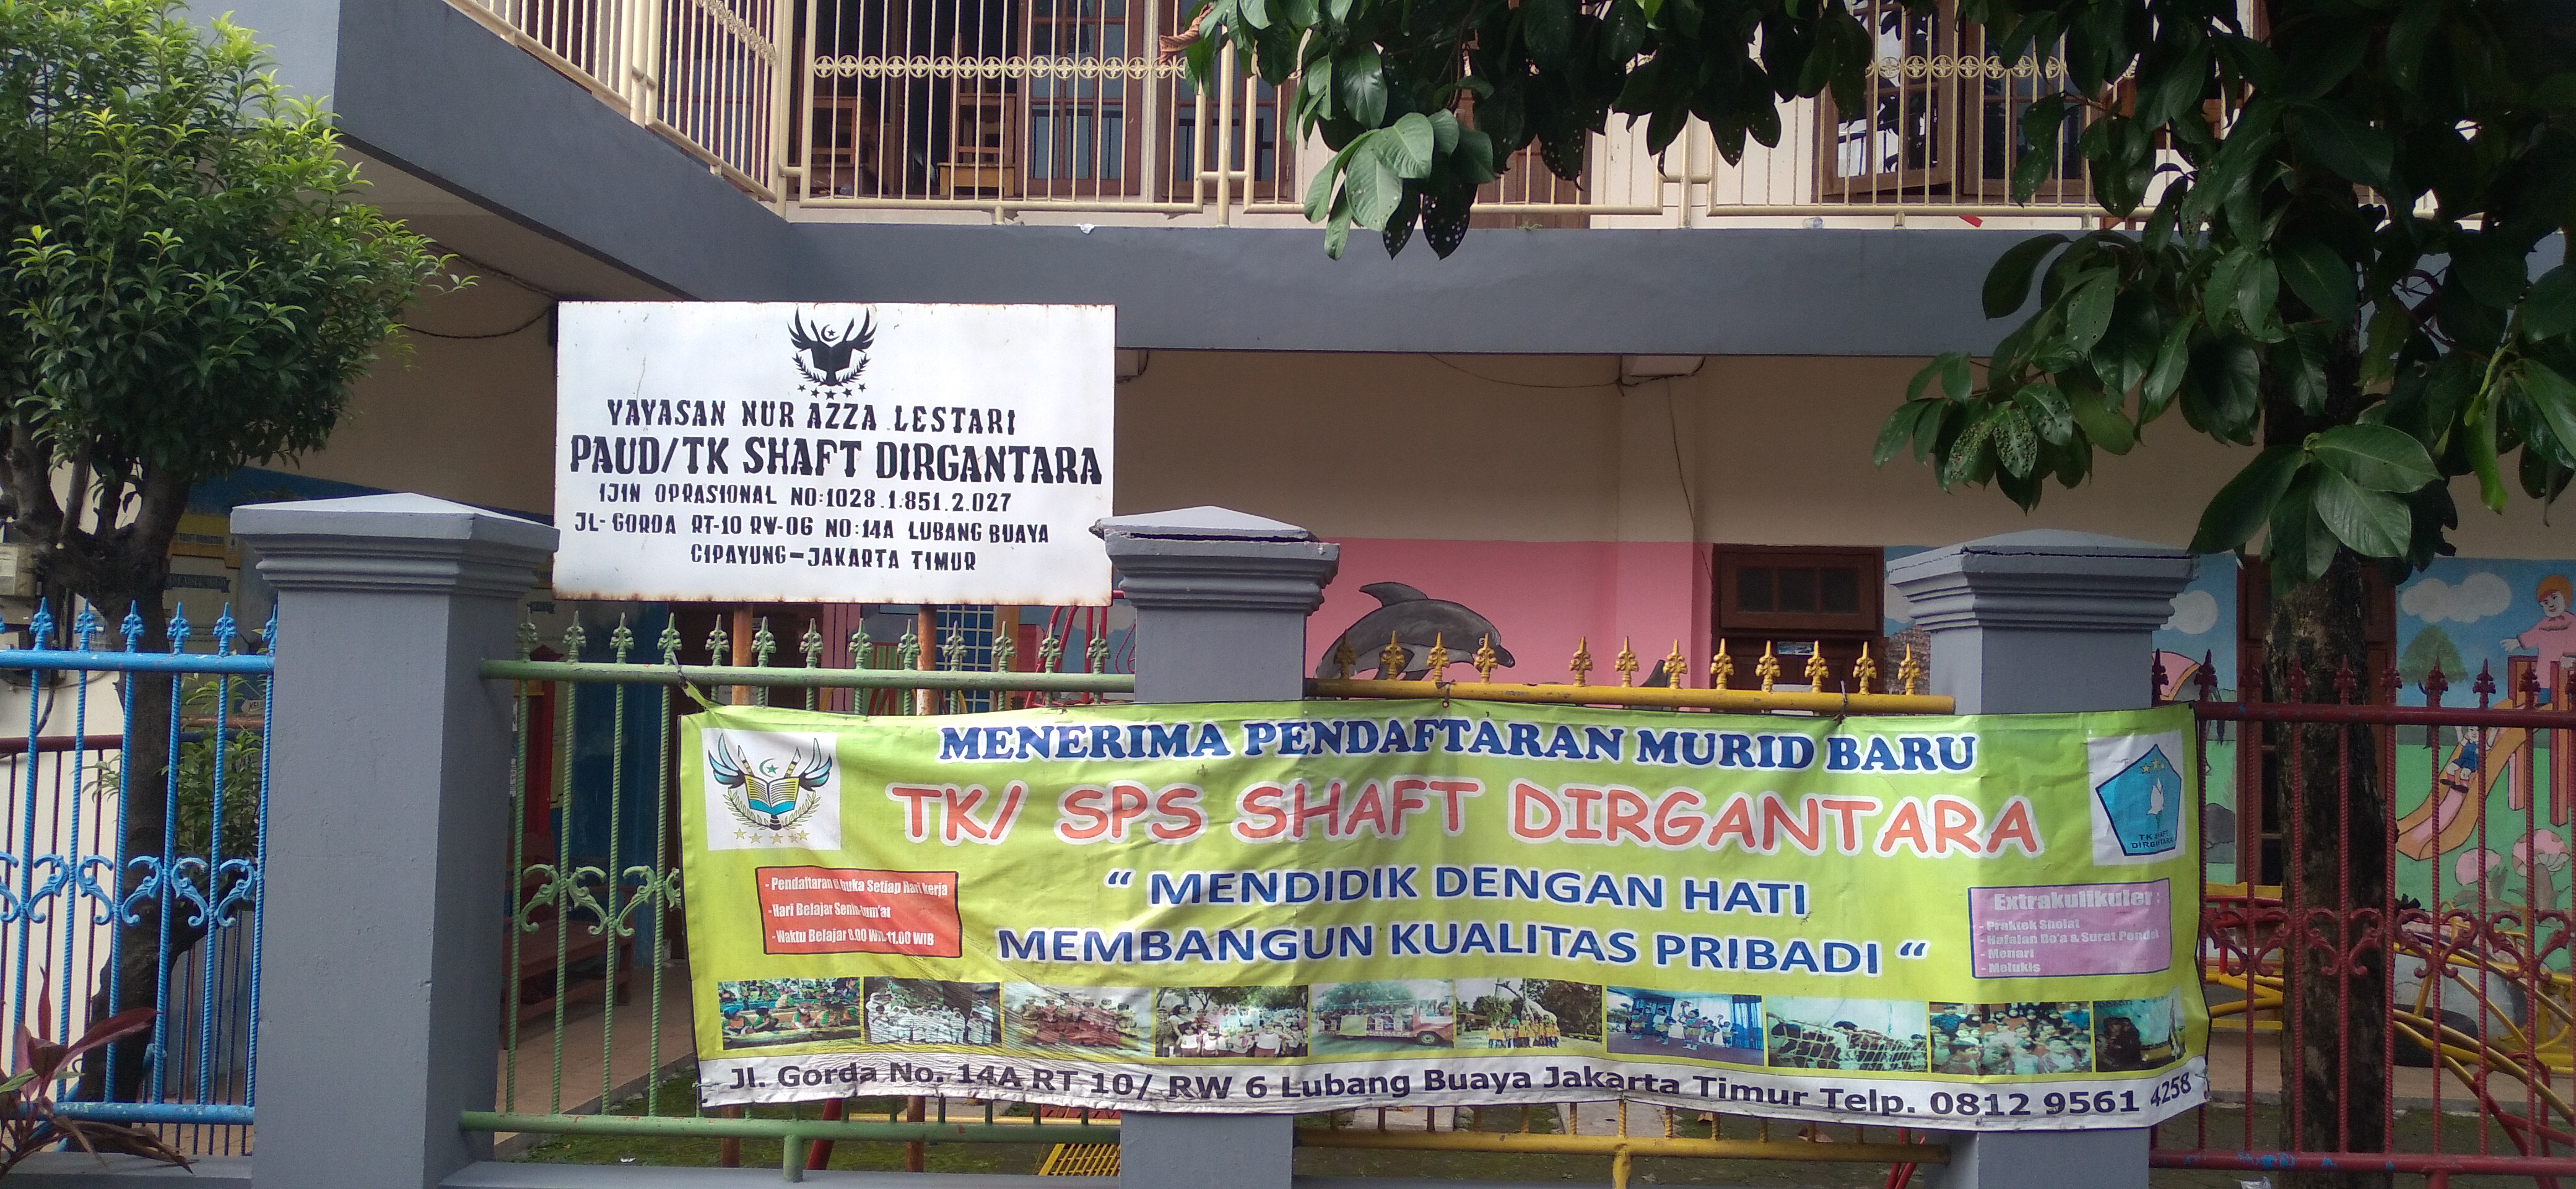 YAYASAN NUR AZZA LESTARI
PAUD/TK SHAFT DIRGANTARA
IJIN OPRASIONAL NO:1028.1.851.2.027
JL- GORDA RT-10 RW-06 NO:14A LUBANG BUAYA
CIPAYUNG-JAKARTA TIMUR
MENERIMA PENDAFTARAN MURID BARU
TK/ SPS SHAFT DIRGANTARA
“ MENDIDIK DENGAN HATI
MEMBANGUN KUALITAS PRIBADI “
- Pendaftaran buka Setiap Hari kerja
- Hari Belajar Senin-Jum'at
- Waktu Belajar 8.00 WIB-11.00 WIB
TK SHAFT
DIRGANTARA
Extrakulikuler :
- Praktek Sholat
- Hafalan Do'a & Surat Pendek
- Menari
- Melukis
Jl. Gorda No. 14A RT 10/ RW 6 Lubang Buaya Jakarta Timur Telp. 0812 9561 4258